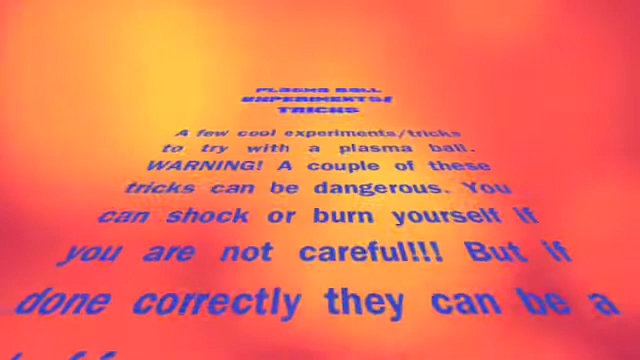 PLASMA BALL
EXPERIMENTS/
TRICKS
A few cool experiments/tricks
to try with a plasma ball.
WARNING! A couple of these
tricks can be dangerous. You
can shock or burn yourself if
you are not careful!!! But if
done correctly they can be a